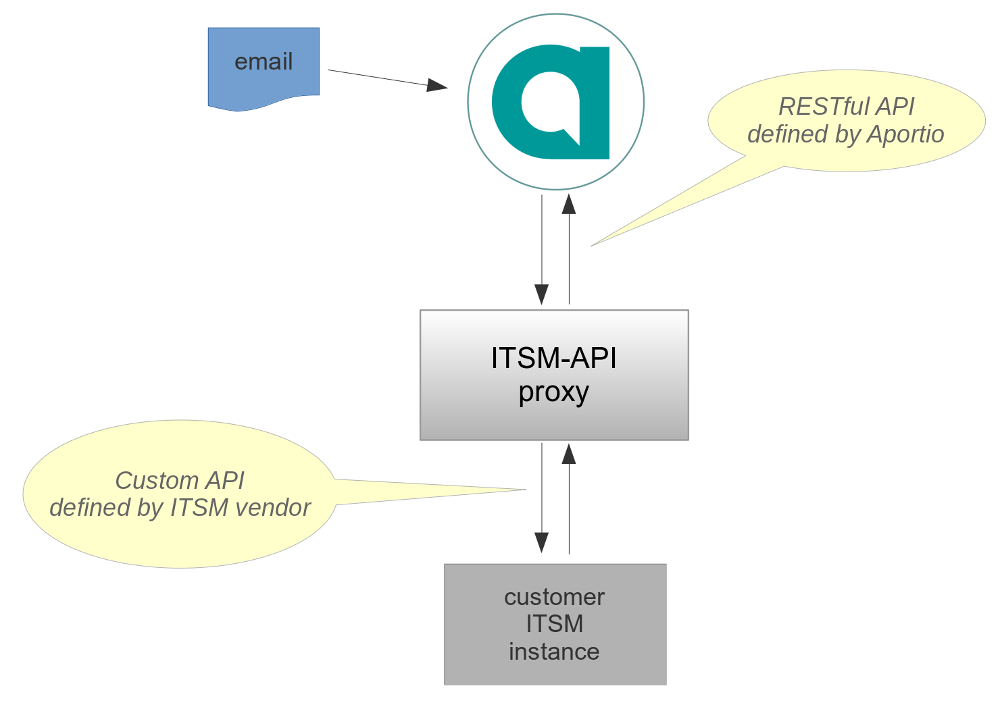 email
RESTful API
defined by Aportio
ITSM-API
proxy
Custom API
defined by ITSM vendor
customer
ITSM
instance